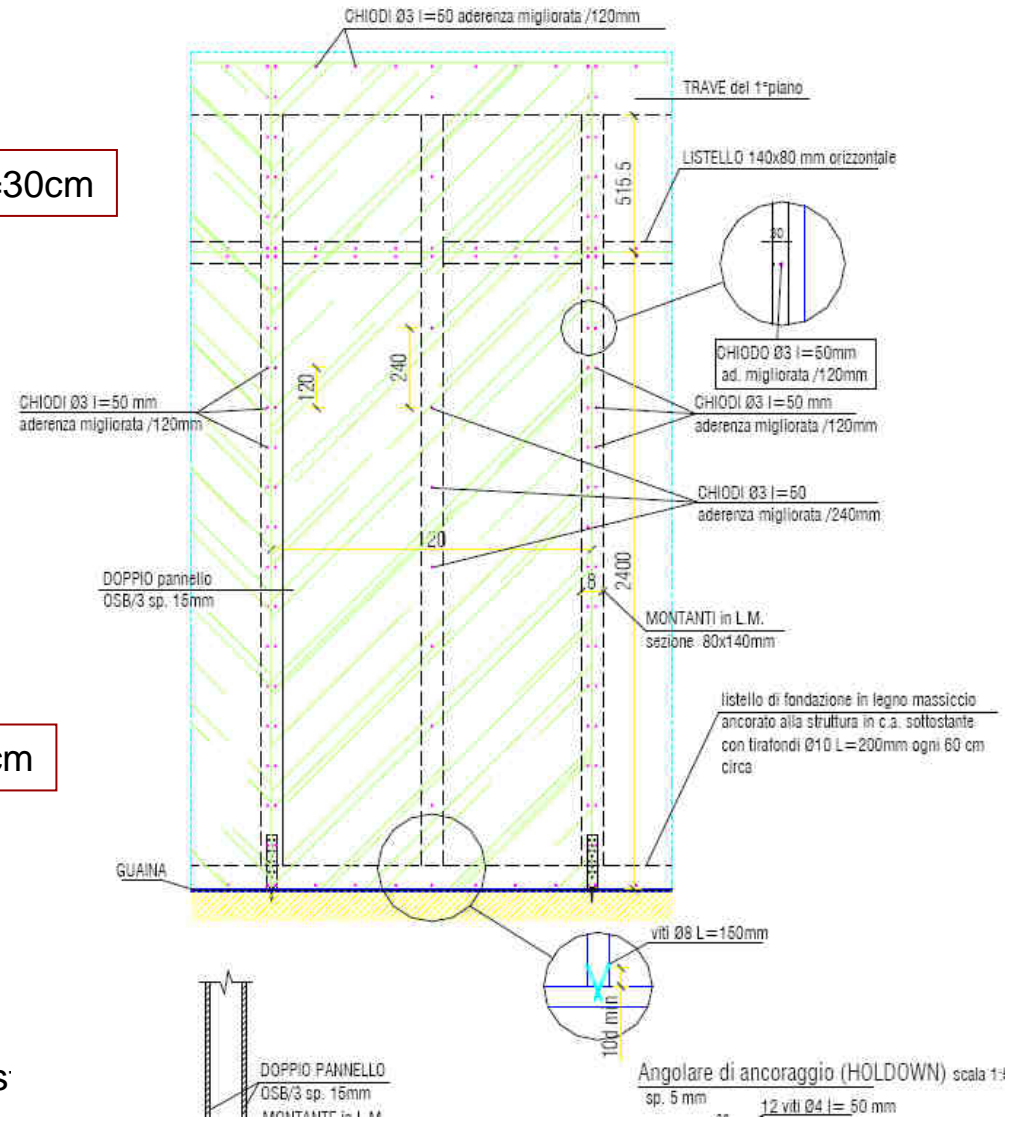 CHIODI Ø3 l=50 aderenza migliorata /120mm
TRAVE del 1°piano
=30cm
LISTELLO 140x80 mm orizzontale
515.5
30
CHIODO Ø3 l=50mm
ad. migliorata /120mm
240
120
CHIODI Ø3 l=50 mm
aderenza migliorata /120mm
CHIODI Ø3 l=50 mm
aderenza migliorata /120mm
CHIODI Ø3 l=50
aderenza migliorata /240mm
120
DOPPIO pannello
OSB/3 sp. 15mm
8
2400
MONTANTI in L.M.
sezione 80x140mm
listello di fondazione in legno massiccio
ancorato alla struttura in c.a. sottostante
con tirafondi Ø10 L=200mm ogni 60 cm
circa
cm
GUAINA
viti Ø8 L=150mm
10d min
DOPPIO PANNELLO
OSB/3 sp. 15mm
MONTANTE in L.M.
Angolare di ancoraggio (HOLDOWN) scala 1:
sp. 5 mm
12 viti Ø4 l= 50 mm